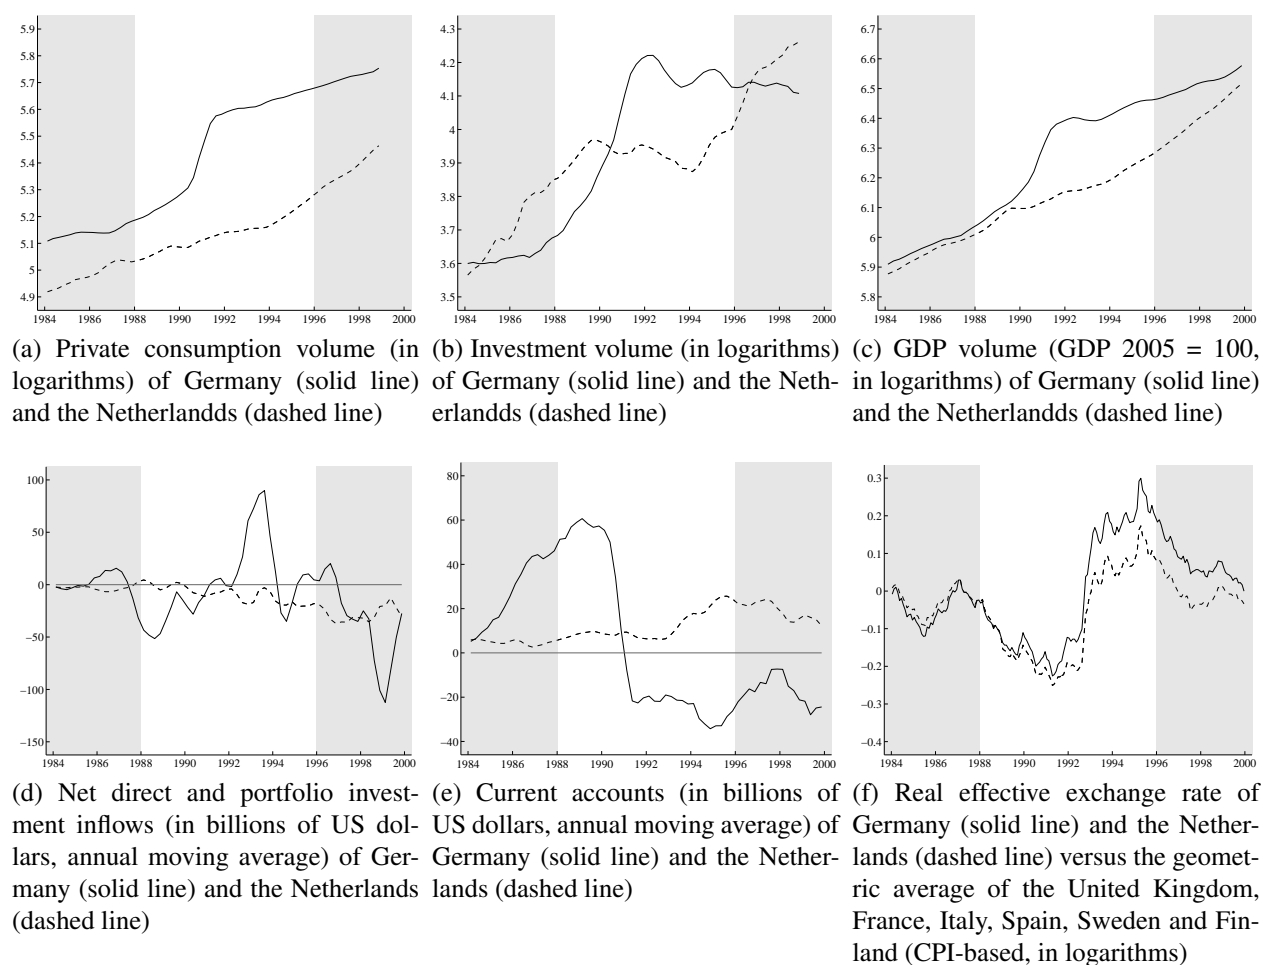 5.9
5.8
5.7
5.6
5.5
5.4
5.3
5.2
5.1
5
4.9
1984 1986 1988 1990 1992 1994 1996 1998 2000
(a) Private consumption volume (in
logarithms) of Germany (solid line)
and the Netherlandds (dashed line)
4.3
4.2
4.1
4
3.9
3.8
3.7
3.6
3.5
1984 1986 1988 1990 1992 1994 1996 1998 2000
(b) Investment volume (in logarithms)
of Germany (solid line) and the Neth-
erlandds (dashed line)
6.7
6.6
6.5
6.4
6.3
6.2
6.1
6
5.9
5.8
1984 1986 1988 1990 1992 1994 1996 1998 2000
(c) GDP volume (GDP 2005 = 100,
in logarithms) of Germany (solid line)
and the Netherlandds (dashed line)
100
50
0
−50
−100
−150
1984 1986 1988 1990 1992 1994 1996 1998 2000
(d) Net direct and portfolio invest-
ment inflows (in billions of US dol-
lars, annual moving average) of Ger-
many (solid line) and the Netherlands
(dashed line)
80
60
40
20
0
−20
−40
1984 1986 1988 1990 1992 1994 1996 1998 2000
(e) Current accounts (in billions of
US dollars, annual moving average) of
Germany (solid line) and the Nether-
lands (dashed line)
0.3
0.2
0.1
0
−0.1
−0.2
−0.3
−0.4
1984 1986 1988 1990 1992 1994 1996 1998 2000
(f) Real effective exchange rate of
Germany (solid line) and the Nether-
lands (dashed line) versus the geomet-
ric average of the United Kingdom,
France, Italy, Spain, Sweden and Fin-
land (CPI-based, in logarithms)